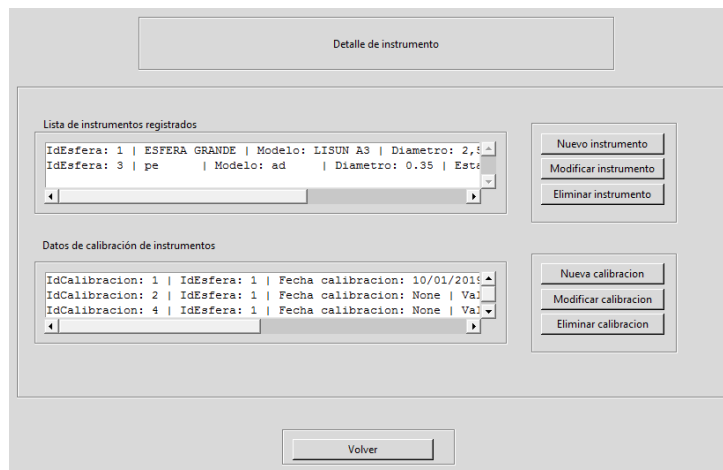 Detalle de instrumento
Lista de instrumentos registrados
IdEsfera: 1 | ESFERA GRANDE | Modelo: LISUN A3 | Diametro: 2,5
IdEsfera: 3 | pe | Modelo: ad | Diametro: 0.35 | Esta
Nuevo instrumento
Modificar instrumento
Eliminar instrumento
Datos de calibración de instrumentos
IdCalibracion: 1 | IdEsfera: 1 | Fecha calibracion: 10/01/2019
IdCalibracion: 2 | IdEsfera: 1 | Fecha calibracion: None | Val
IdCalibracion: 4 | IdEsfera: 1 | Fecha calibracion: None | Val
Nueva calibracion
Modificar calibracion
Eliminar calibracion
Volver